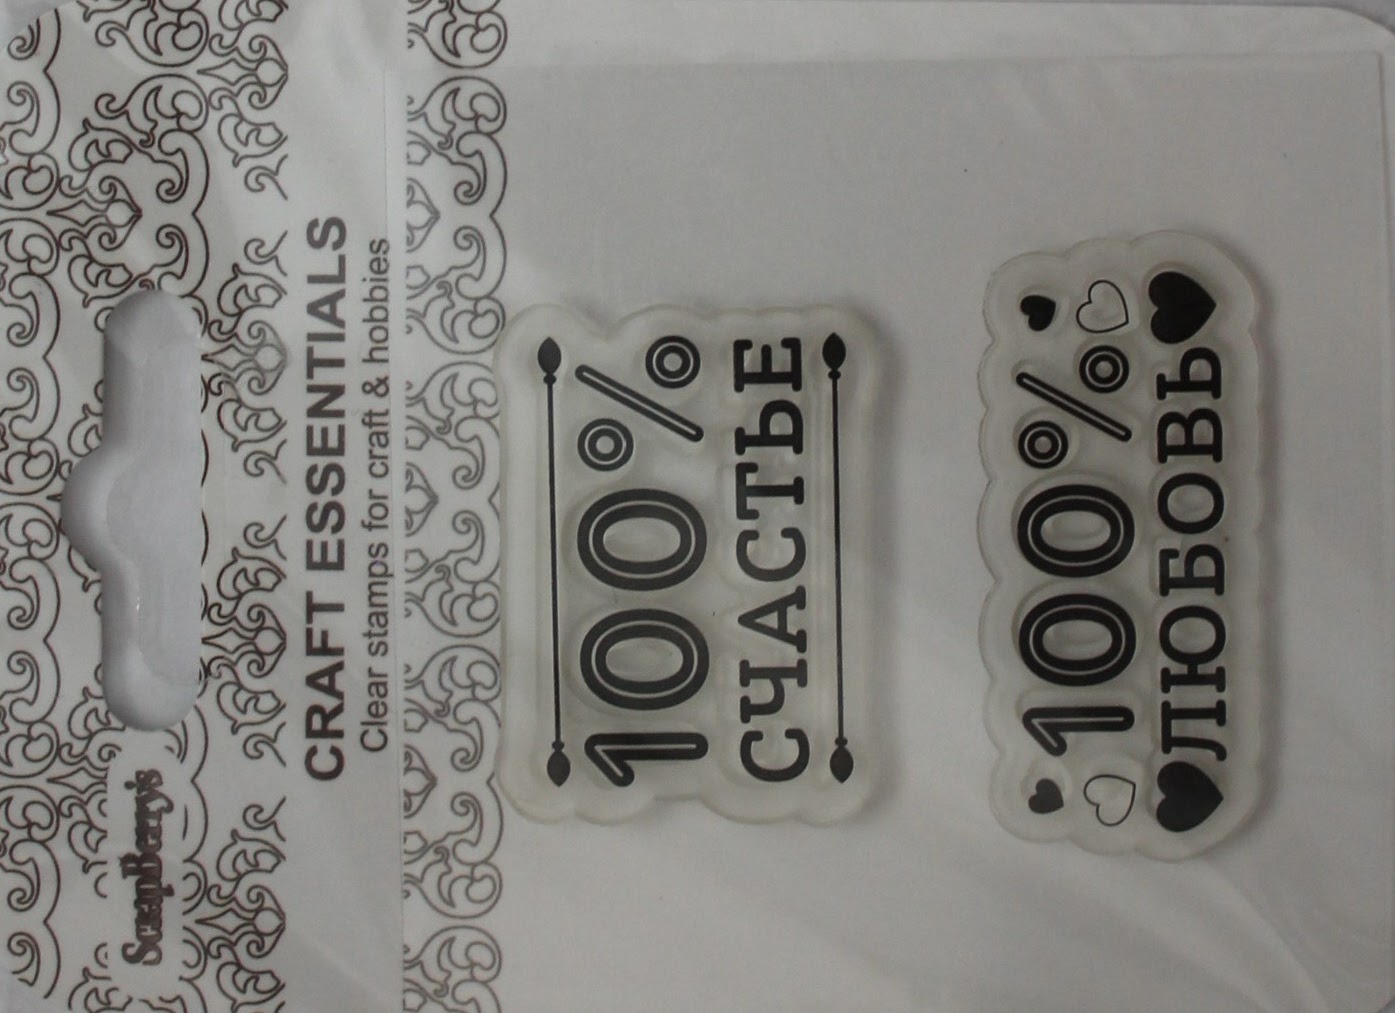 ScrapBerry's
CRAFT ESSENTIALS
Clear stamps for craft & hobbies
100%
СЧАСТЬЕ
100%
ЛЮБОВЬ